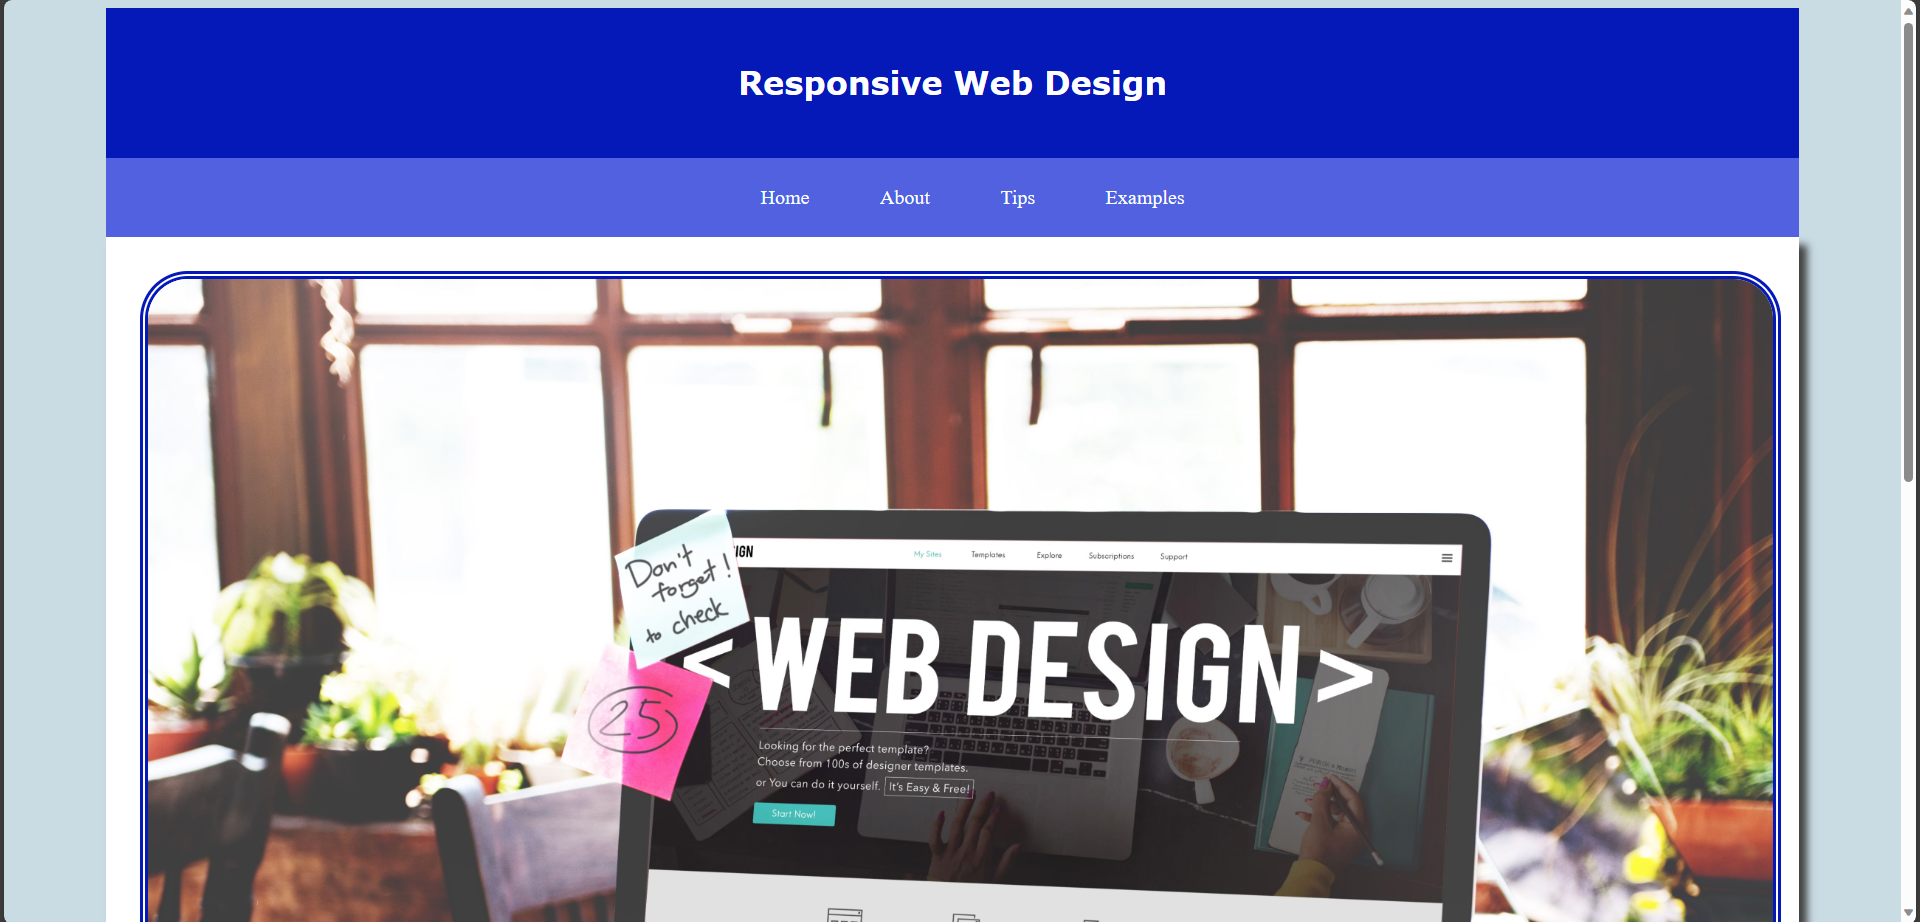 Responsive Web Design
Home About Tips Examples
IGN My Sites Templates Explore Subscriptions Support
Don't
forget!
to check
< WEB DESIGN >
25
Looking for the perfect template?
Choose from 100s of designer templates.
or You can do it yourself. It's Easy & Free!
Start Now!